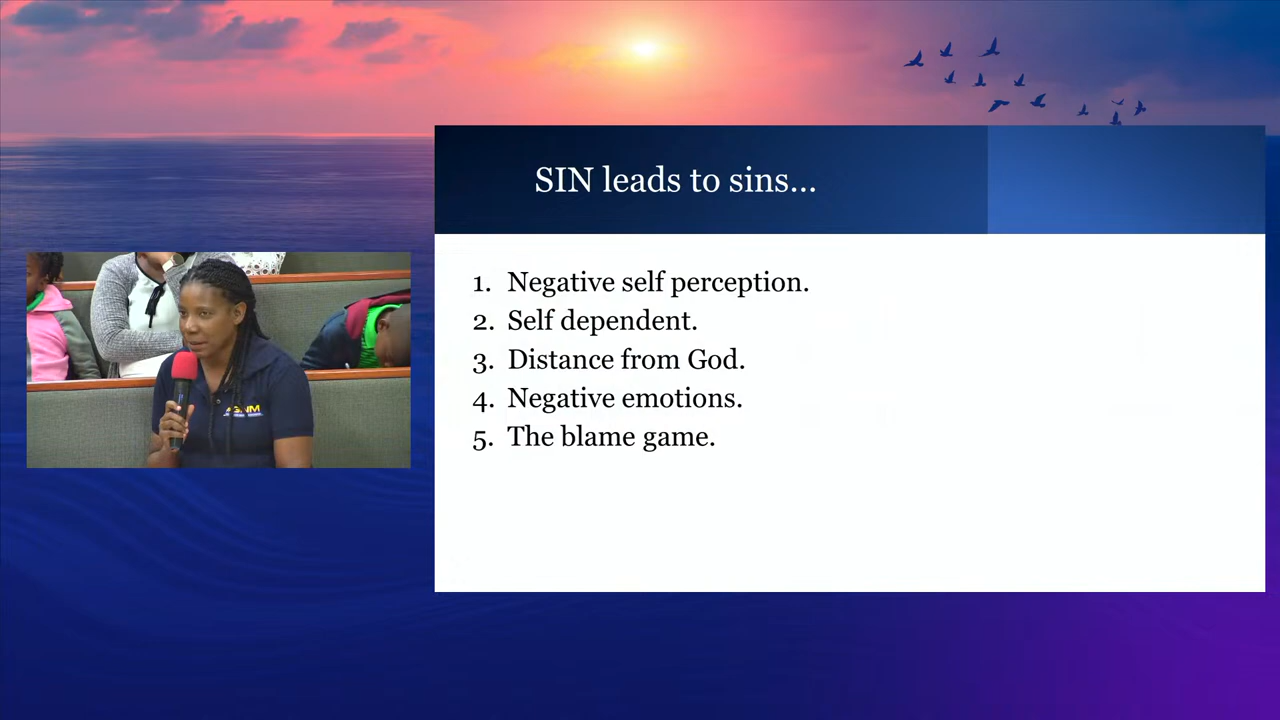 SIN leads to sins...
1. Negative self perception.
2. Self dependent.
3. Distance from God.
4. Negative emotions.
5. The blame game.